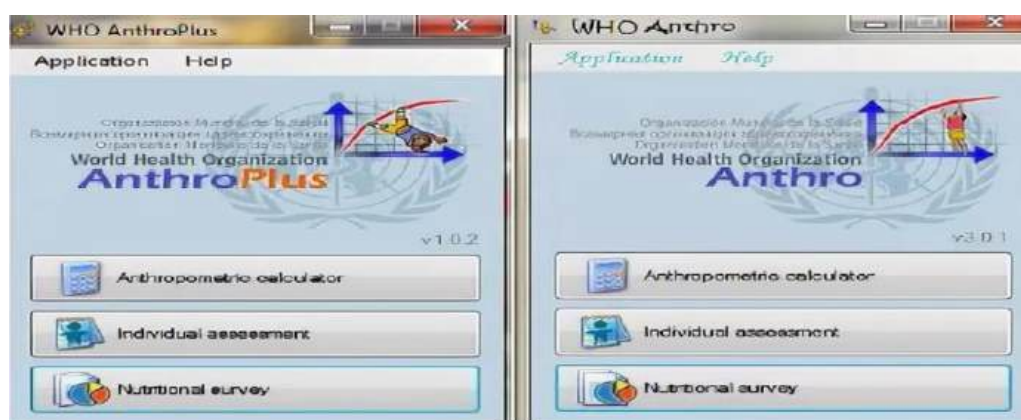 WHO AnthroPlus
Application Help
World Health Organization
AnthroPlus
v1.0.2
Anthropometric calculator
Individual assessment
Nutritional survey
WHO Anthro
Application Help
World Health Organization
Anthro
v3.0.1
Anthropometric calculator
Individual assessment
Nutritional survey